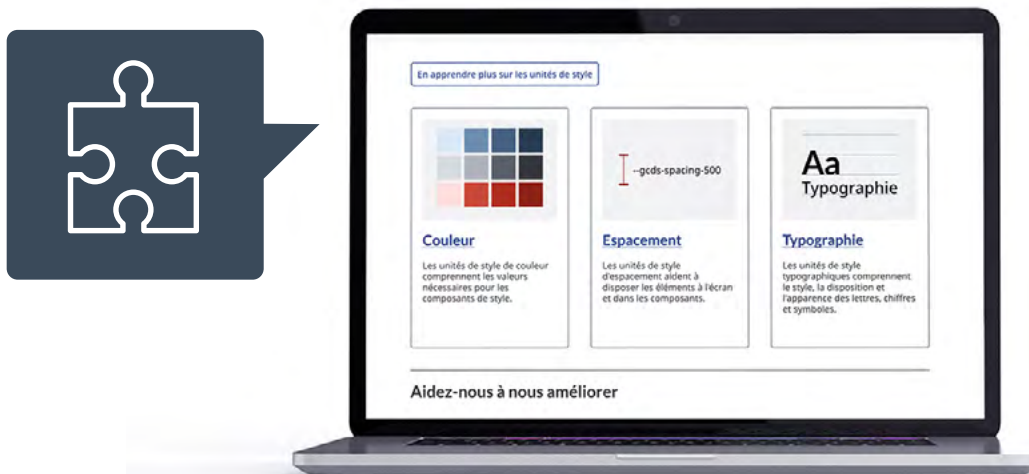 En apprendre plus sur les unités de style
--gcds-spacing-500
Aa
Typographie
Couleur
Les unités de style de couleur
comprennent les valeurs
nécessaires pour les
composants de style.
Espacement
Les unités de style
d'espacement aident à
disposer les éléments à l'écran
et dans les composants.
Typographie
Les unités de style
typographiques comprennent
le style, la disposition et
l'apparence des lettres, chiffres
et symboles.
Aidez-nous à nous améliorer